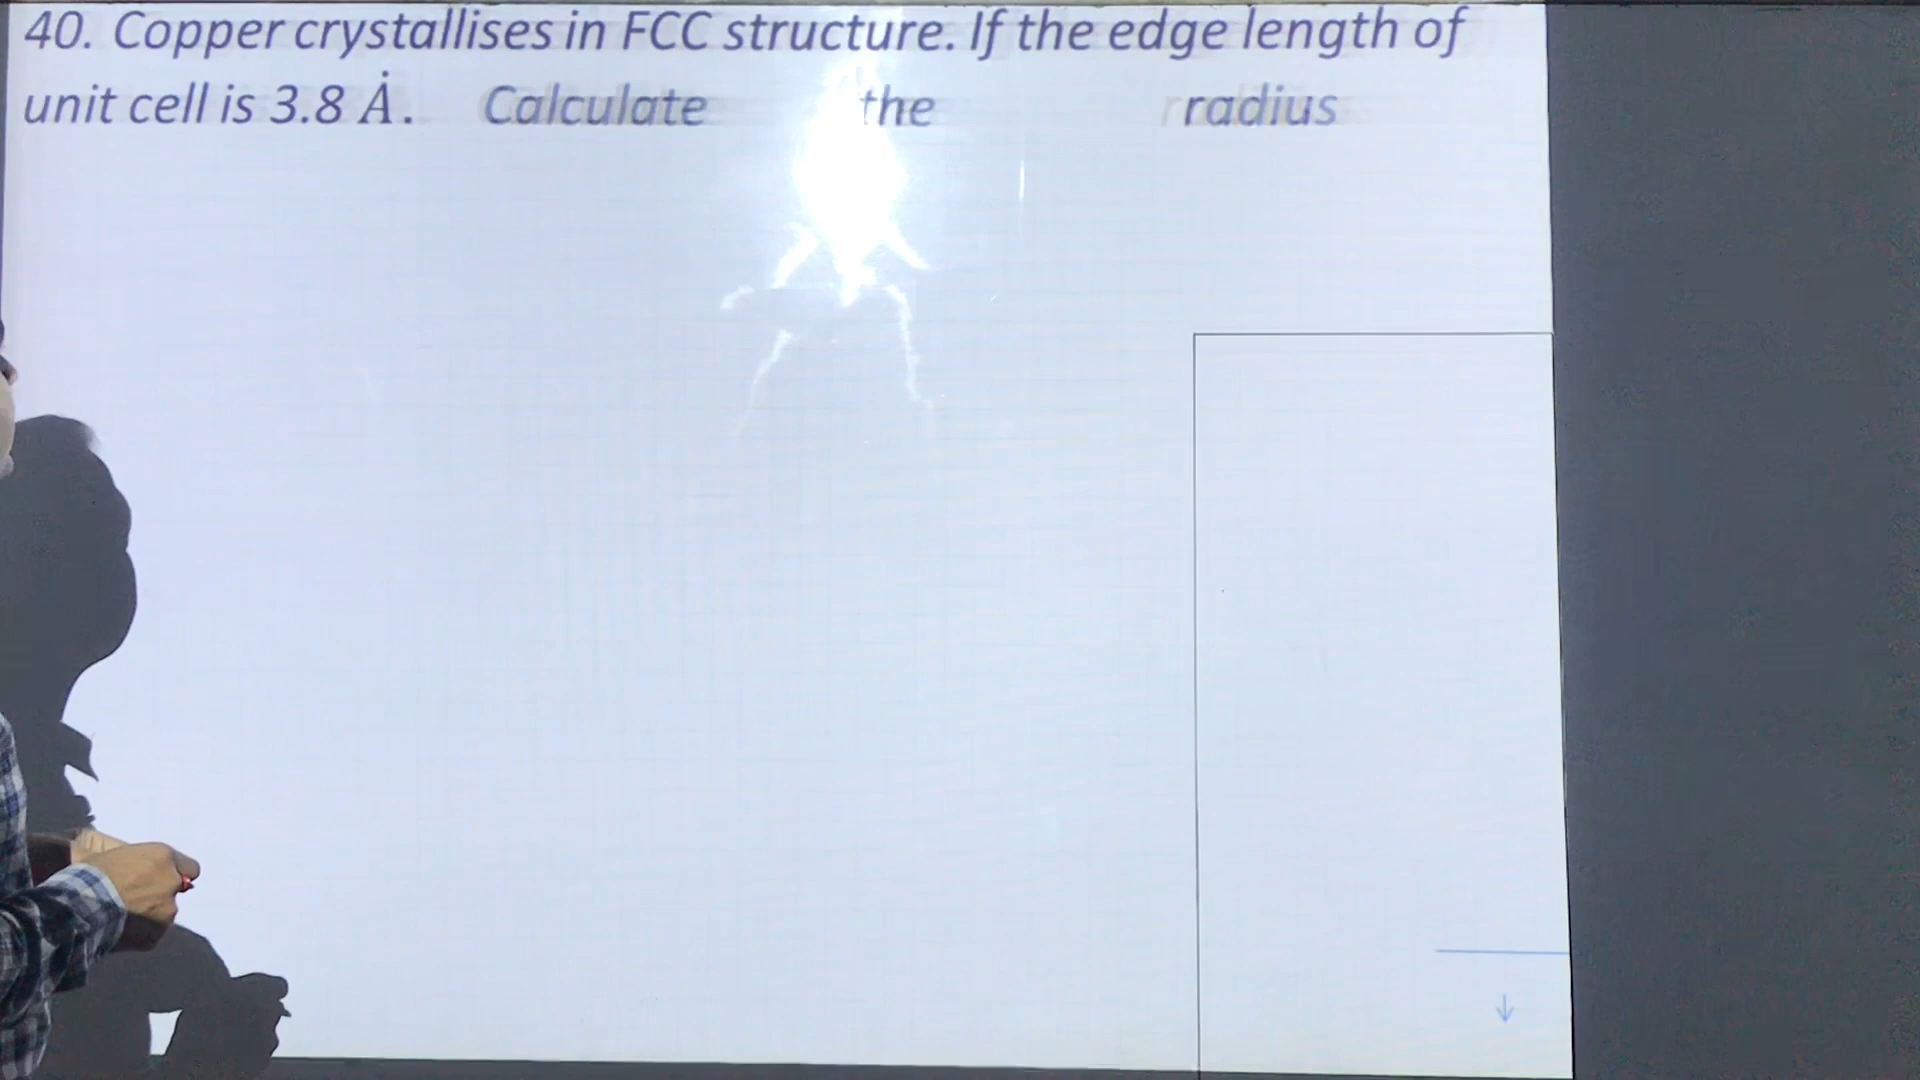 40. Copper crystallises in FCC structure. If the edge length of
unit cell is 3.8 Ȧ. Calculate the radius